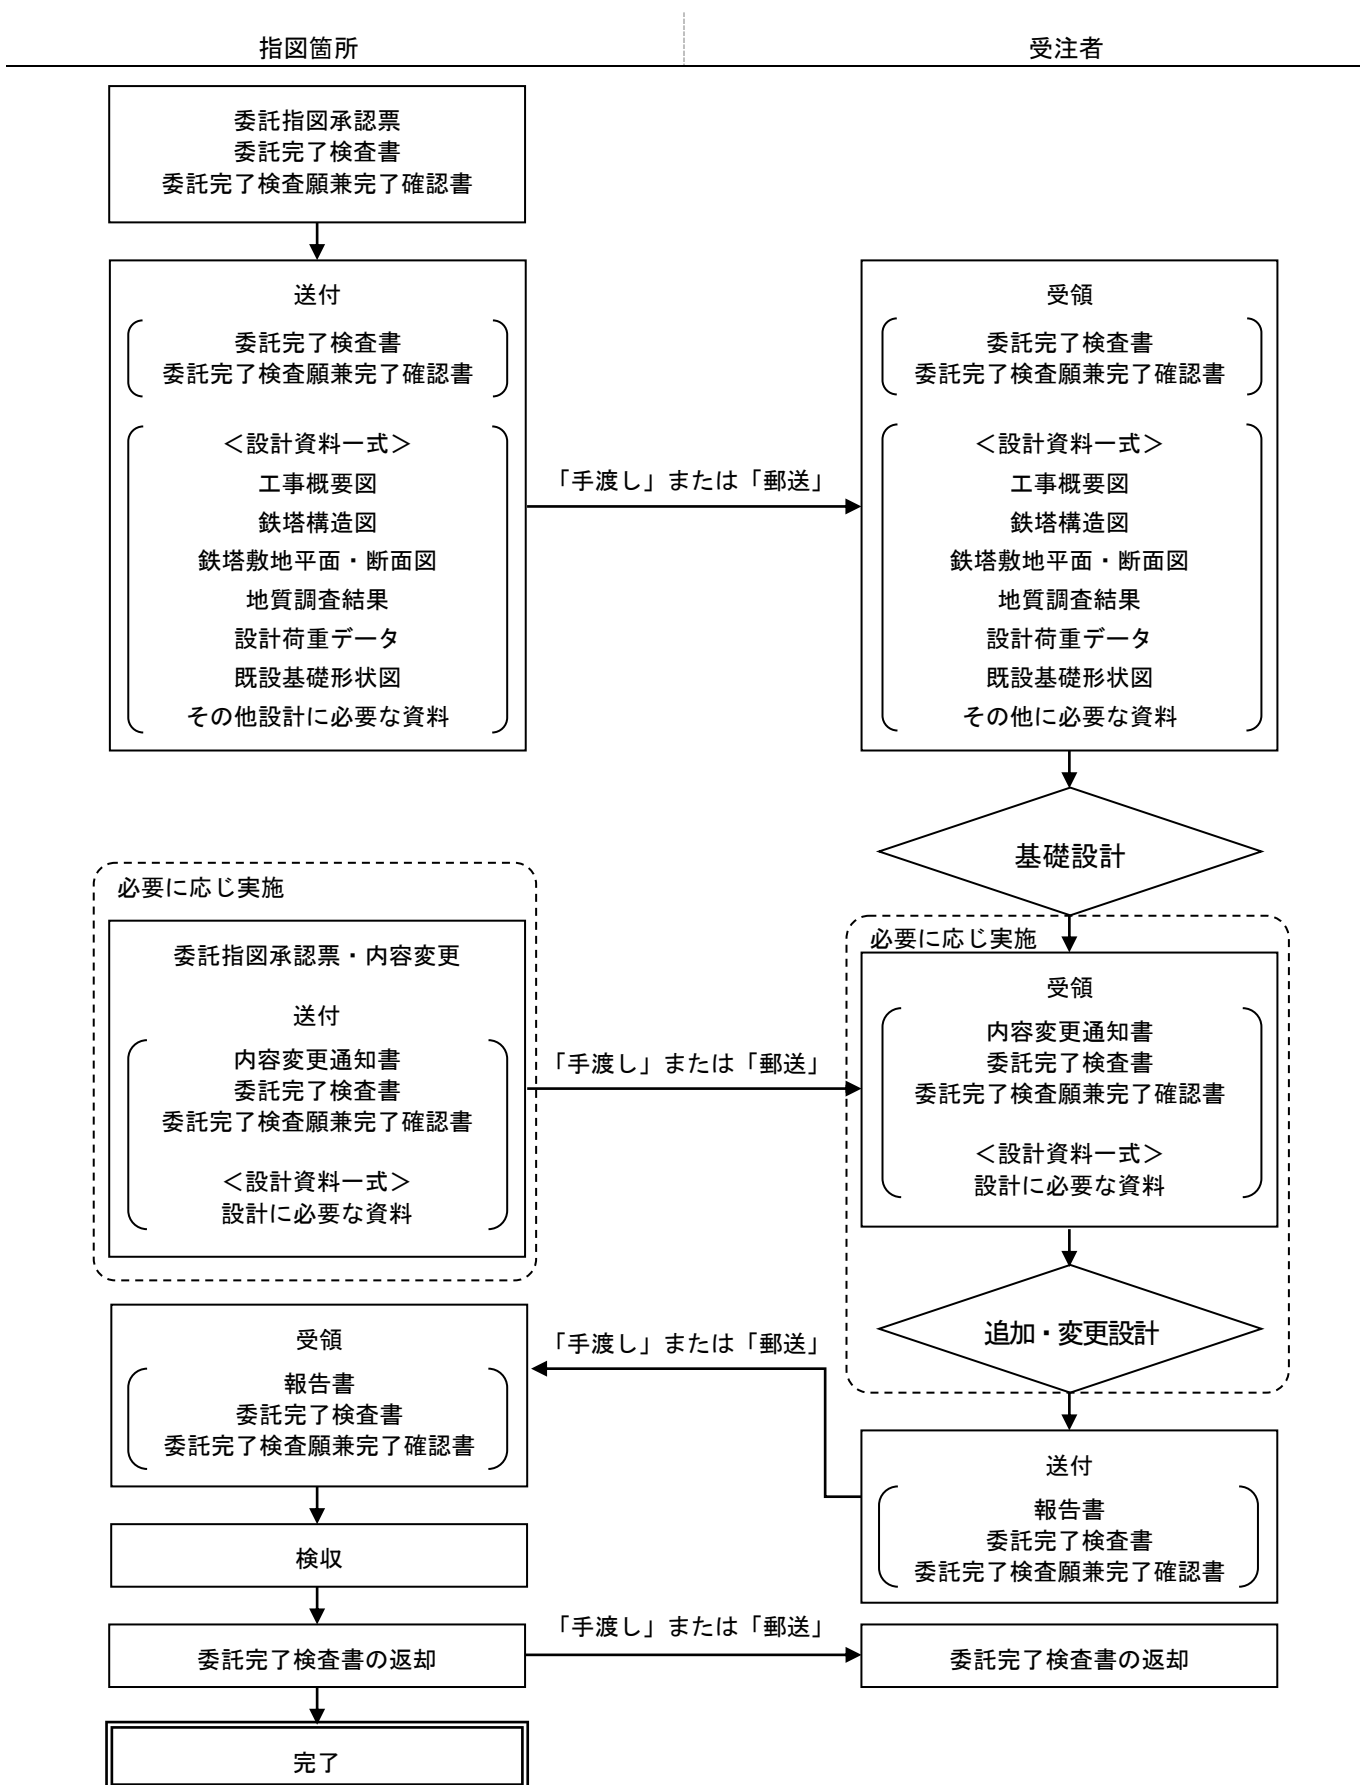 指図箇所
受注者
委託指図承認票
委託完了検査書
委託完了検査願兼完了確認書
送付
委託完了検査書
委託完了検査願兼完了確認書
＜設計資料一式＞
工事概要図
鉄塔構造図
鉄塔敷地平面・断面図
地質調査結果
設計荷重データ
既設基礎形状図
その他設計に必要な資料
「手渡し」または「郵送」
受領
委託完了検査書
委託完了検査願兼完了確認書
＜設計資料一式＞
工事概要図
鉄塔構造図
鉄塔敷地平面・断面図
地質調査結果
設計荷重データ
既設基礎形状図
その他に必要な資料
基礎設計
必要に応じ実施
委託指図承認票・内容変更
送付
内容変更通知書
委託完了検査書
委託完了検査願兼完了確認書
＜設計資料一式＞
設計に必要な資料
「手渡し」または「郵送」
必要に応じ実施
受領
内容変更通知書
委託完了検査書
委託完了検査願兼完了確認書
＜設計資料一式＞
設計に必要な資料
追加・変更設計
送付
報告書
委託完了検査書
委託完了検査願兼完了確認書
「手渡し」または「郵送」
受領
報告書
委託完了検査書
委託完了検査願兼完了確認書
検収
委託完了検査書の返却
「手渡し」または「郵送」
委託完了検査書の返却
完了